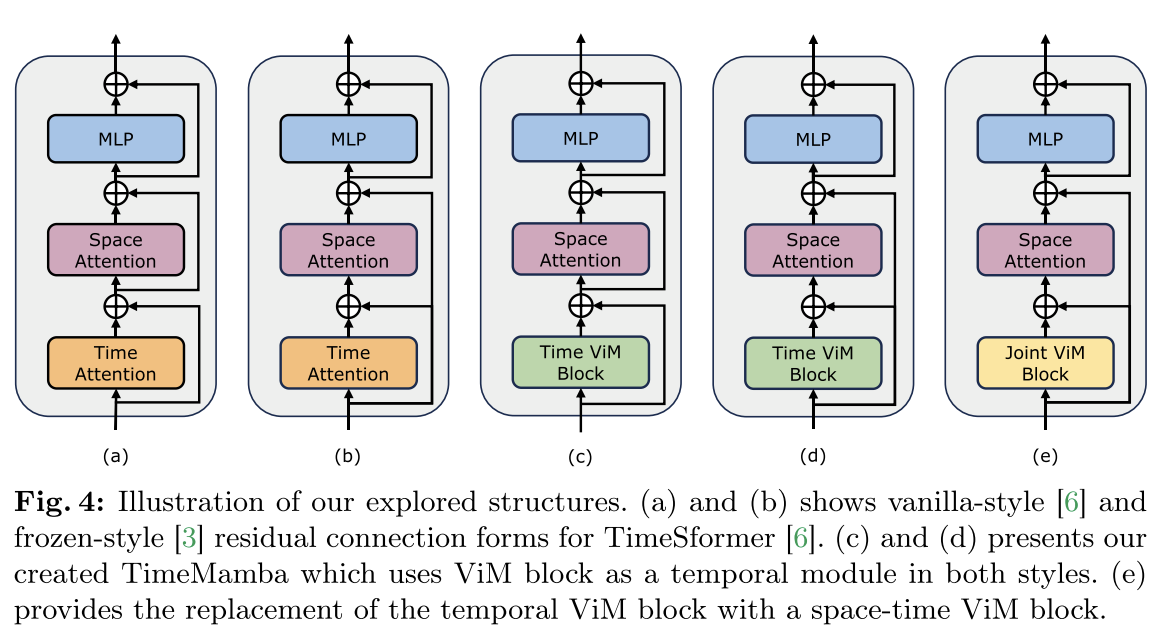 MLP
MLP
MLP
MLP
MLP
Space
Attention
Space
Attention
Space
Attention
Space
Attention
Space
Attention
Time
Attention
Time
Attention
Time ViM
Block
Time ViM
Block
Joint ViM
Block
(a)
(b)
(c)
(d)
(e)
Fig. 4: Illustration of our explored structures. (a) and (b) shows vanilla-style [6] and
frozen-style [3] residual connection forms for TimeSformer [6]. (c) and (d) presents our
created TimeMamba which uses ViM block as a temporal module in both styles. (e)
provides the replacement of the temporal ViM block with a space-time ViM block.